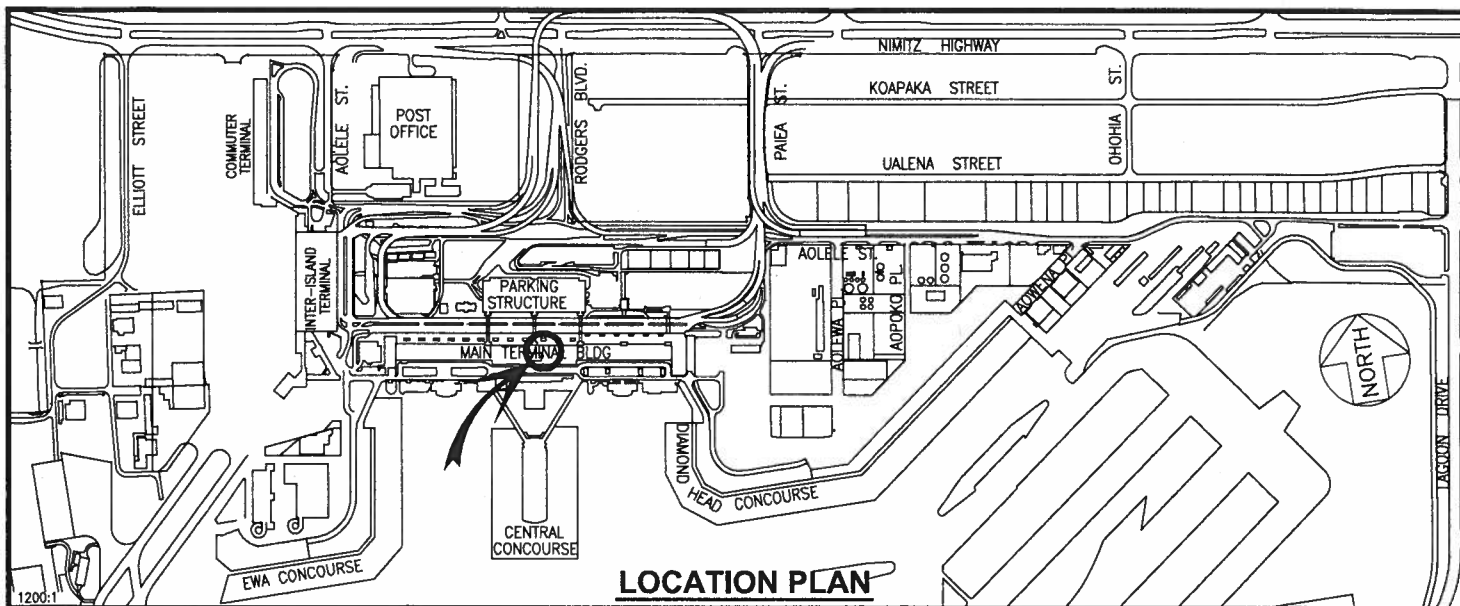 NIMITZ HIGHWAY
KOAPAKA STREET
UALENA STREET
ELLIOTT STREET
COMMUTER
TERMINAL
AOLELE ST.
POST
OFFICE
RODGERS BLVD.
PAIEA ST.
OHOHIA ST.
INTER-ISLAND
TERMINAL
PARKING
STRUCTURE
MAIN TERMINAL BLDG
AOLELE ST.
AOLEWA PL
AOPOKO PL.
AOWENA PL
NORTH
LAGOON DRIVE
DIAMOND
HEAD CONCOURSE
CENTRAL
CONCOURSE
EWA CONCOURSE
LOCATION PLAN
1200:1